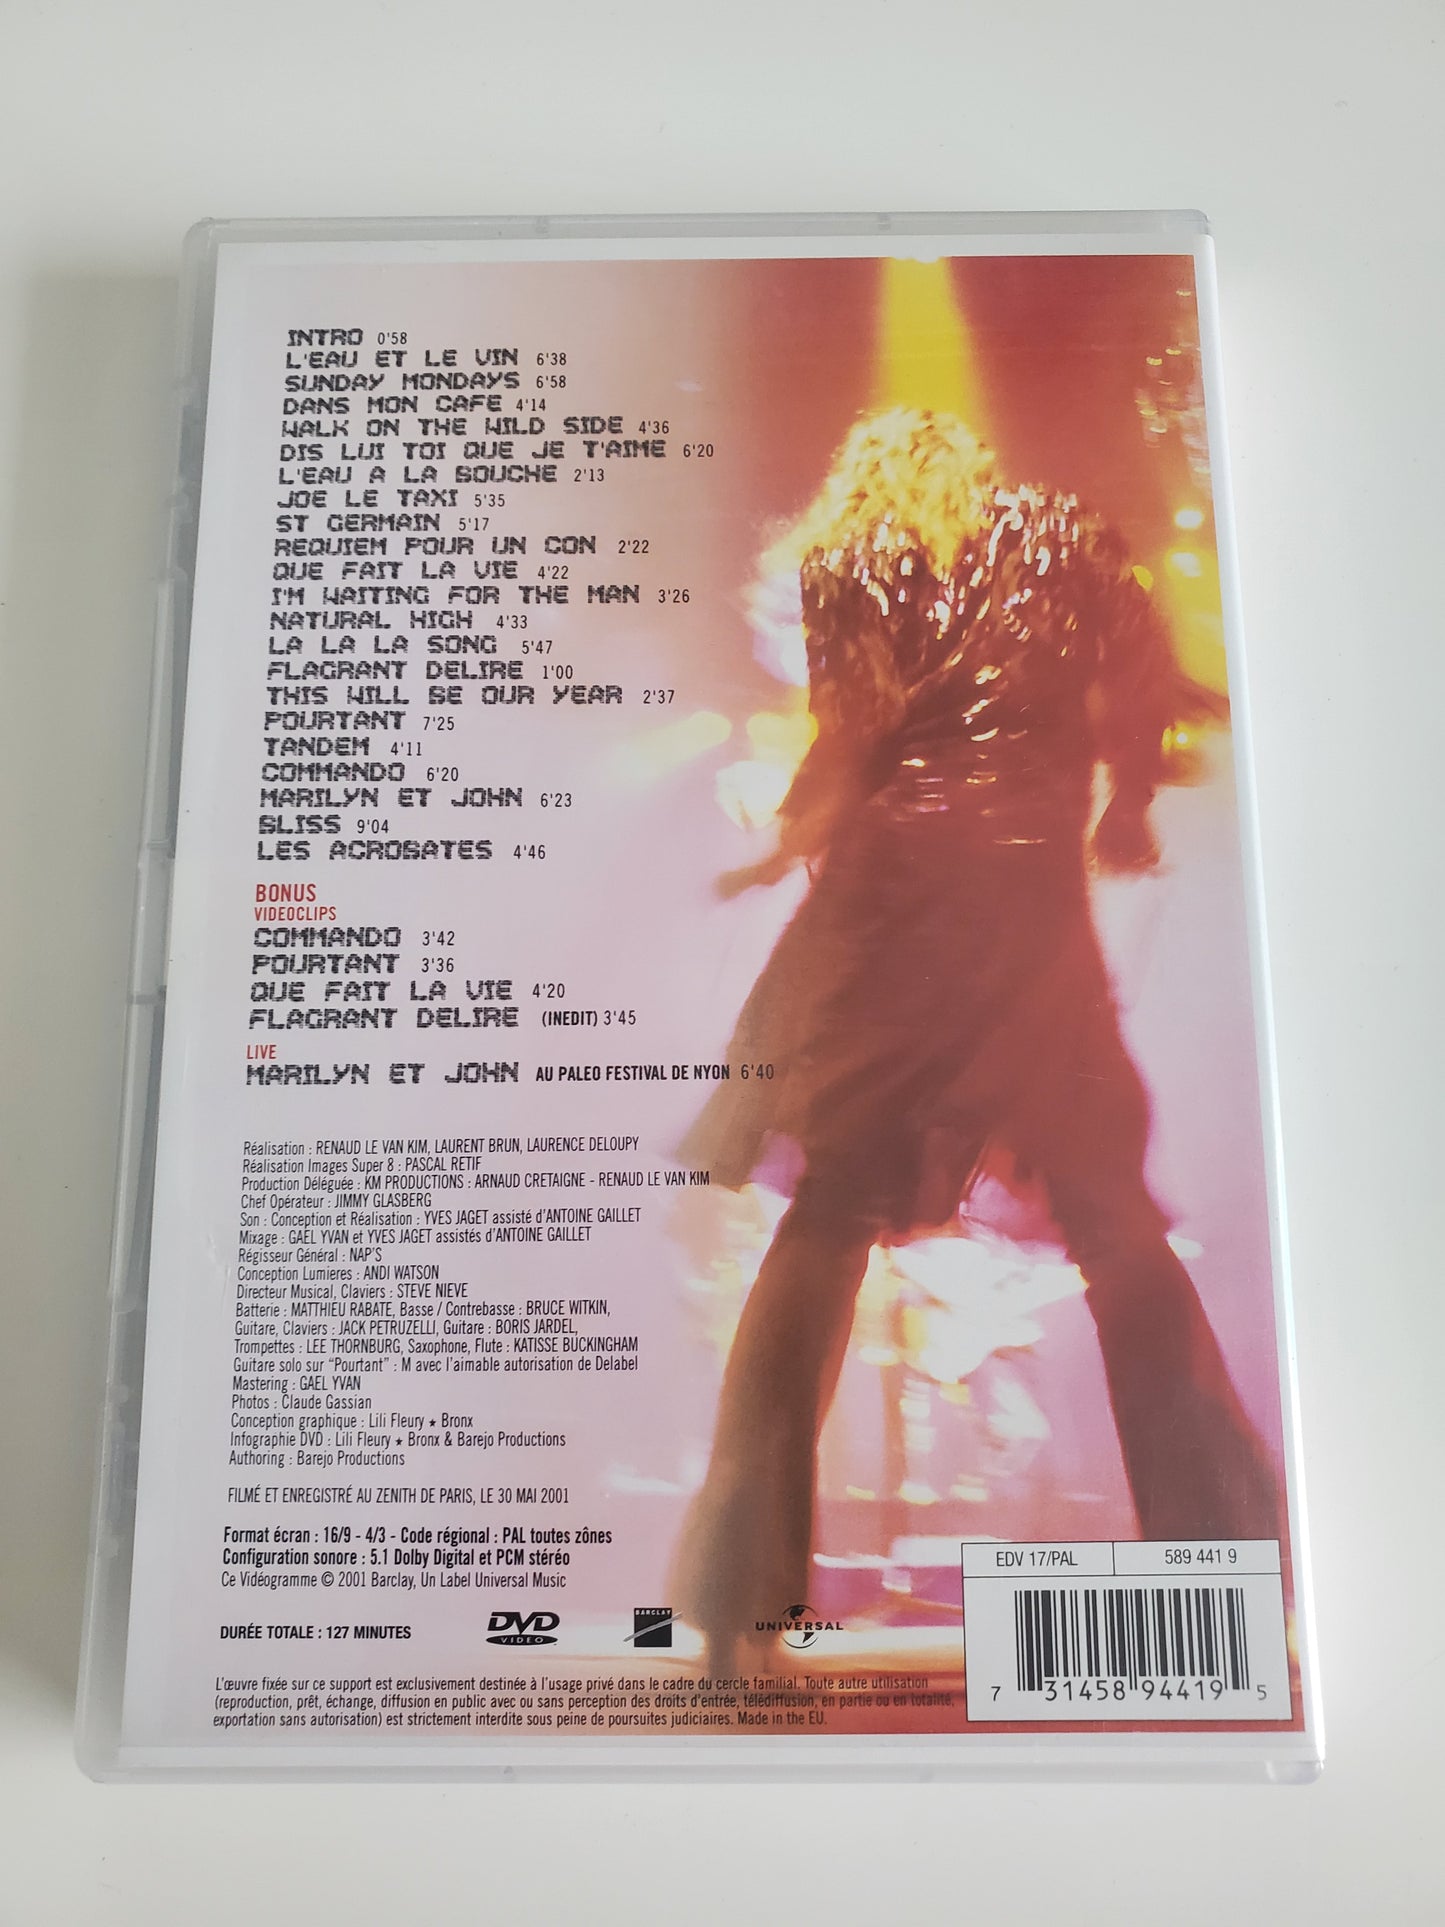 INTRO 0'58
L'EAU ET LE VIN 6'38
SUNDAY MONDAYS 6'58
DANS MON CAFE 4'14
WALK ON THE WILD SIDE 4'36
DIS LUI TOI QUE JE T'AIME 6'20
L'EAU A LA BOUCHE 2'13
JOE LE TAXI 5'35
ST GERMAIN 5'17
REQUIEM POUR UN CON 2'22
QUE FAIT LA VIE 4'22
I'M WAITING FOR THE MAN 3'26
NATURAL HIGH 4'33
LA LA LA SONG 5'47
FLAGRANT DELIRE 1'00
THIS WILL BE OUR YEAR 2'37
POURTANT 7'25
TANDEM 4'11
COMMANDO 6'20
MARILYN ET JOHN 6'23
BLISS 9'04
LES ACROBATES 4'46
BONUS
VIDEOCLIPS
COMMANDO 3'42
POURTANT 3'36
QUE FAIT LA VIE 4'20
FLAGRANT DELIRE (INEDIT) 3'45
LIVE
MARILYN ET JOHN AU PALEO FESTIVAL DE NYON 6'40
Réalisation : RENAUD LE VAN KIM, LAURENT BRUN, LAURENCE DELOUPY
Réalisation Images Super 8 : PASCAL RETIF
Production Déléguée : KM PRODUCTIONS : ARNAUD CRETAIGNE - RENAUD LE VAN KIM
Chef Opérateur : JIMMY GLASBERG
Son : Conception et Réalisation : YVES JAGET assisté d'ANTOINE GAILLET
Mixage : GAEL YVAN et YVES JAGET assistés d'ANTOINE GAILLET
Régisseur Général : NAP'S
Conception Lumieres : ANDI WATSON
Directeur Musical, Claviers : STEVE NIEVE
Batterie : MATTHIEU RABATE, Basse / Contrebasse : BRUCE WITKIN,
Guitare, Claviers : JACK PETRUZELLI, Guitare : BORIS JARDEL,
Trompettes : LEE THORNBURG, Saxophone, Flute : KATISSE BUCKINGHAM
Guitare solo sur "Pourtant" : M avec l'aimable autorisation de Delabel
Mastering : GAEL YVAN
Photos : Claude Gassian
Conception graphique : Lili Fleury ★ Bronx
Infographie DVD : Lili Fleury ★ Bronx & Barejo Productions
Authoring : Barejo Productions
FILMÉ ET ENREGISTRÉ AU ZENITH DE PARIS, LE 30 MAI 2001
Format écran : 16/9 - 4/3 - Code régional : PAL toutes zônes
Configuration sonore : 5.1 Dolby Digital et PCM stéréo
Ce Vidéogramme © 2001 Barclay, Un Label Universal Music
EDV 17/PAL 589 441 9
DURÉE TOTALE : 127 MINUTES DVD VIDEO BARCLAY UNIVERSAL
7 31458 94419 5
L'œuvre fixée sur ce support est exclusivement destinée à l'usage privé dans le cadre du cercle familial. Toute autre utilisation
(reproduction, prêt, échange, diffusion en public avec ou sans perception des droits d'entrée, télédiffusion, en partie ou en totalité,
exportation sans autorisation) est strictement interdite sous peine de poursuites judiciaires. Made in the EU.